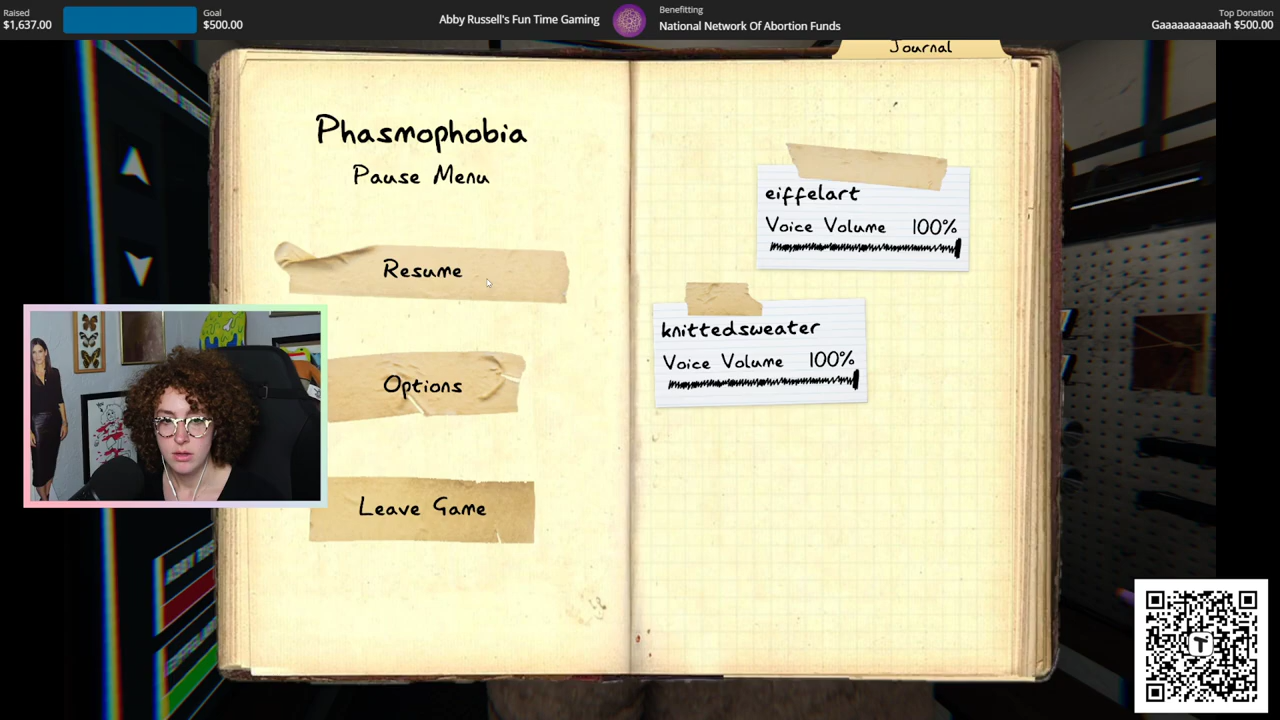 Raised
$1,637.00
Goal
$500.00
Abby Russell's Fun Time Gaming
Benefitting
National Network Of Abortion Funds
Top Donation
Gaaaaaaaaaaah $500.00
Journal
Phasmophobia
Pause Menu
Resume
Options
Leave Game
eiffelart
Voice Volume 100%
knittedsweater
Voice Volume 100%